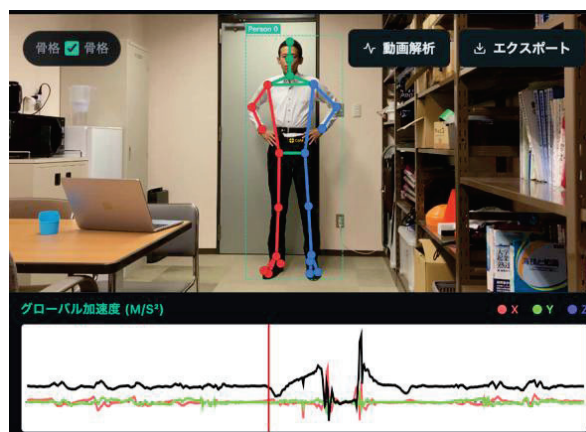 Person 0
骨格 骨格
動画解析
エクスポート
グローバル加速度 (M/S²)
X
Y
Z